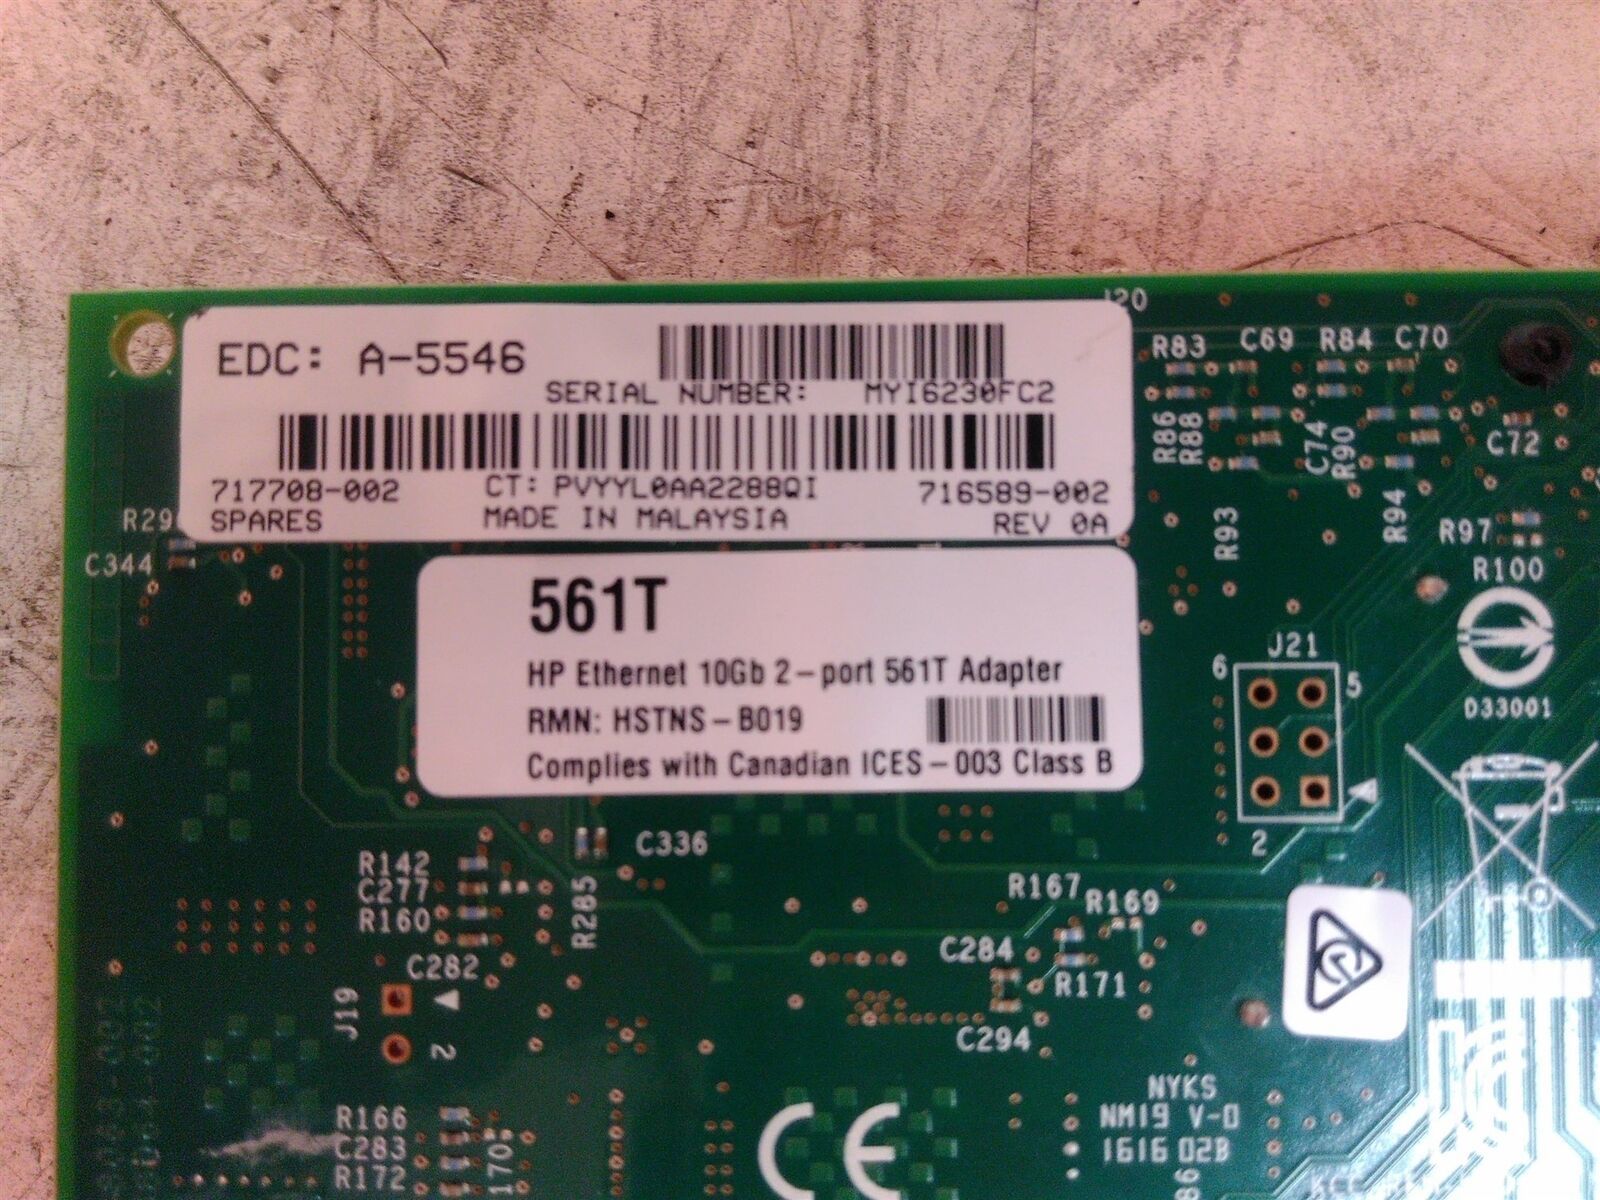 J20
EDC: A-5546
SERIAL NUMBER: MYI6230FC2
717708-002 CT: PVYYL0AA2288QI 716589-002
SPARES MADE IN MALAYSIA REV 0A
561T
HP Ethernet 10Gb 2-port 561T Adapter
RMN: HSTNS-B019
Complies with Canadian ICES-003 Class B
R83 C69 R84 C70
R86 R88 C74 R90 C72
R29
C344
R93 R94 R97
R100
D33001
J21
6 5
2
C336
R142
C277
R160
R285
C282
J19
2
R167
R169
C284
R171
C294
NYKS
NM19 V-0
1616 02B
R166
C283
R172
CE